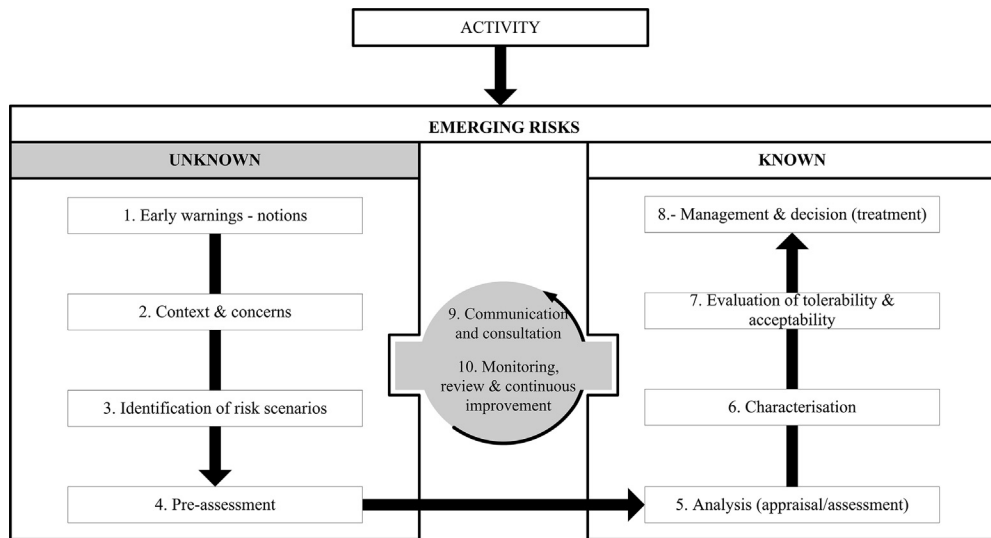 ACTIVITY
EMERGING RISKS
UNKNOWN
1. Early warnings - notions
2. Context & concerns
3. Identification of risk scenarios
4. Pre-assessment
9. Communication
and consultation
10. Monitoring,
review & continuous
improvement
KNOWN
8.- Management & decision (treatment)
7. Evaluation of tolerability &
acceptability
6. Characterisation
5. Analysis (appraisal/assessment)